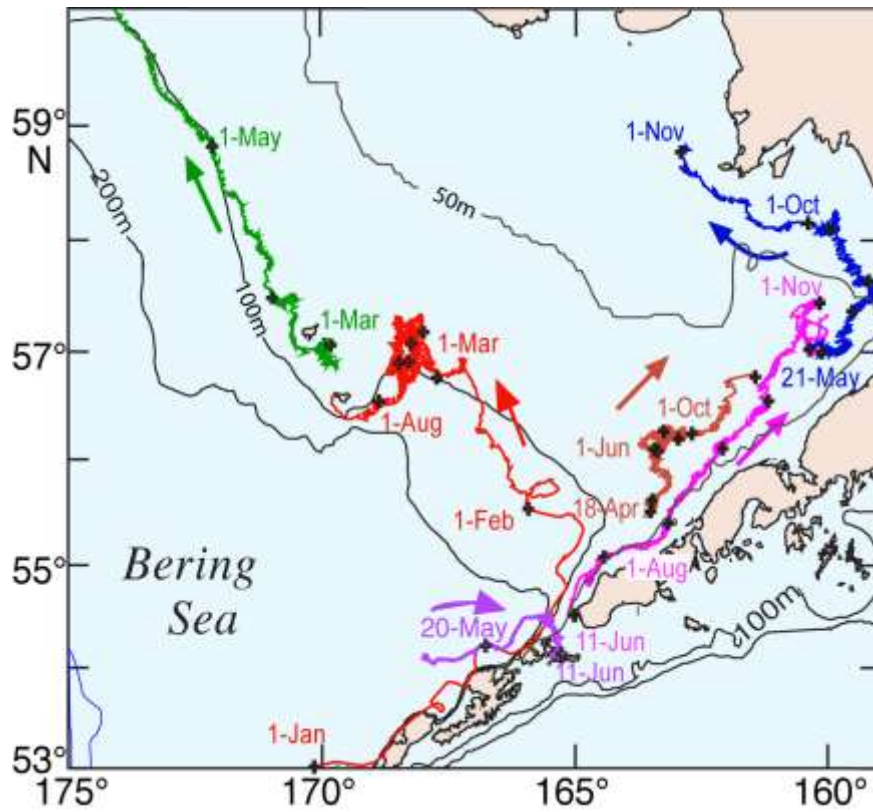 59°
N
57°
55°
53°
175°
170°
165°
160°
200m
100m
50m
100m
Bering
Sea
1-May
1-Mar
1-Mar
1-Aug
1-Feb
1-Jan
20-May
11-Jun
11-Jun
1-Aug
18-Apr
1-Jun
1-Oct
1-Nov
21-May
1-Oct
1-Nov